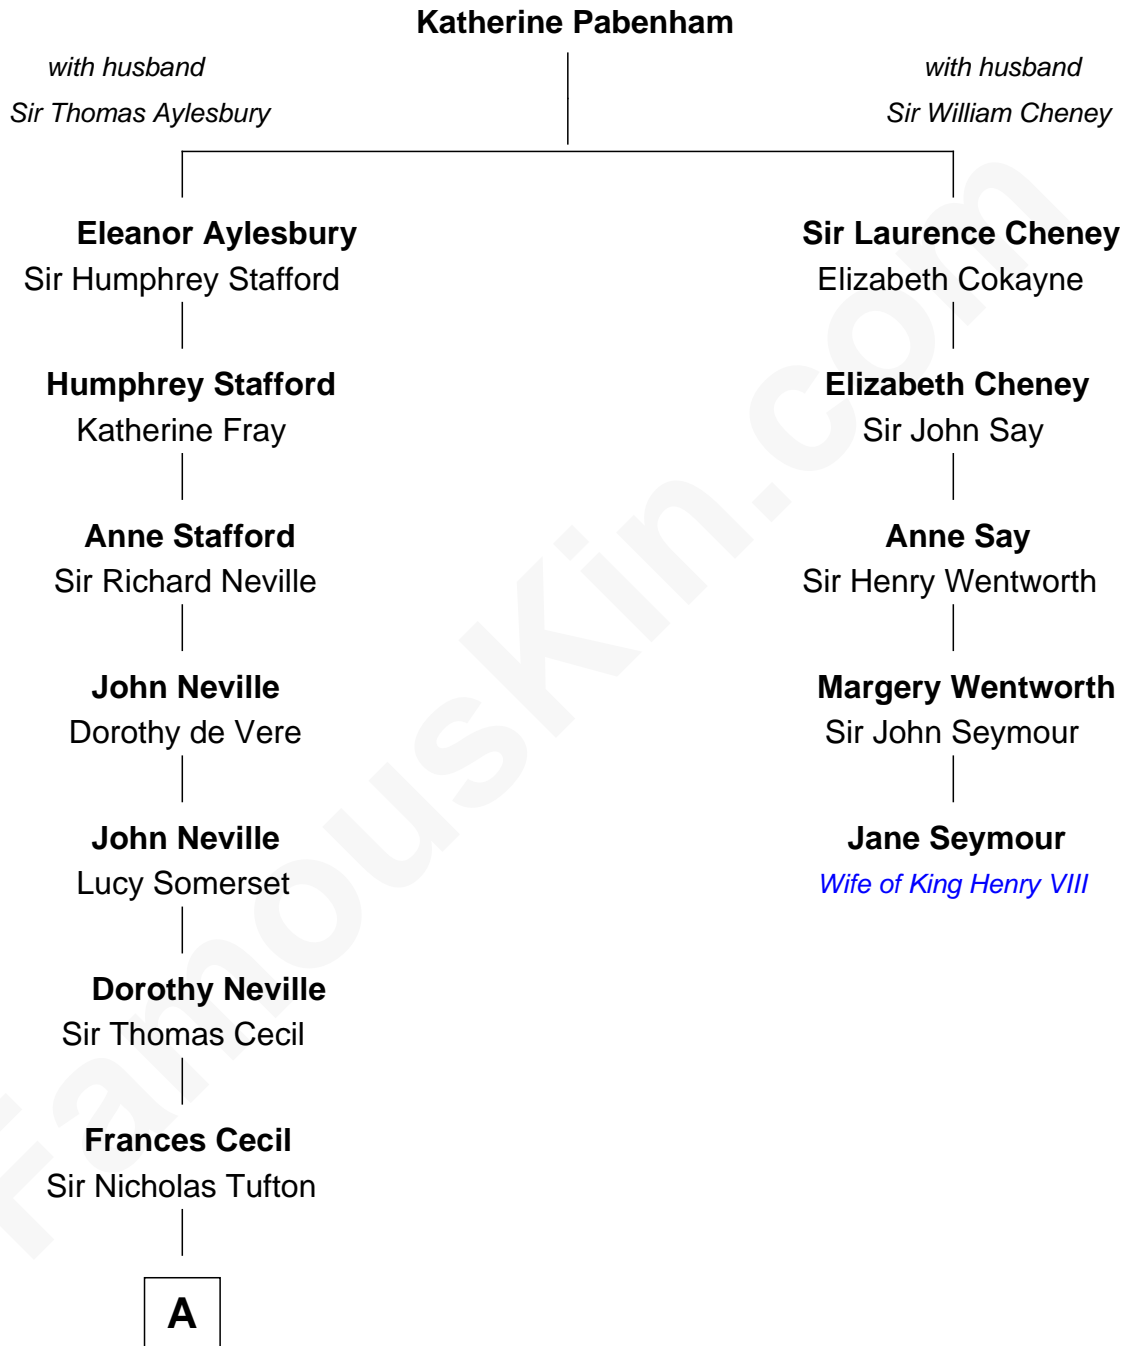 Katherine Pabenham
with husband
Sir Thomas Aylesbury
with husband
Sir William Cheney
Eleanor Aylesbury
Sir Humphrey Stafford
Sir Laurence Cheney
Elizabeth Cokayne
Humphrey Stafford
Katherine Fray
Elizabeth Cheney
Sir John Say
Anne Stafford
Sir Richard Neville
Anne Say
Sir Henry Wentworth
John Neville
Dorothy de Vere
Margery Wentworth
Sir John Seymour
John Neville
Lucy Somerset
Jane Seymour
Wife of King Henry VIII
Dorothy Neville
Sir Thomas Cecil
Frances Cecil
Sir Nicholas Tufton
A
FamousKin.com